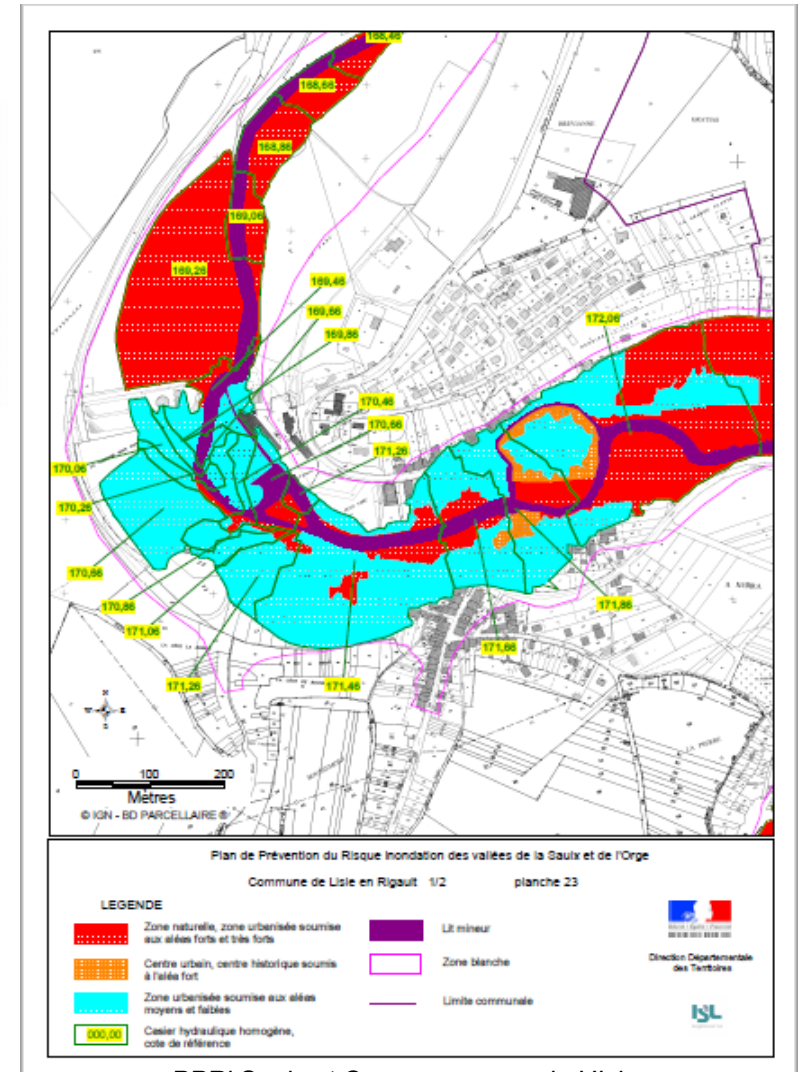 168,46
168,66
168,86
169,06
169,26
169,46
169,66
169,86
172,06
170,46
170,66
171,26
170,06
170,26
170,66
170,86
171,06
171,26
171,46
171,66
171,86
0 100 200
Mètres
© IGN - BD PARCELLAIRE ®
Plan de Prévention du Risque Inondation des vallées de la Saulx et de l'Orge
Commune de Lisle en Rigault 1/2 planche 23
LEGENDE
Zone naturelle, zone urbanisée soumise
aux aléas forts et très forts
Centre urbain, centre historique soumis
à l'aléa fort
Zone urbanisée soumise aux aléas
moyens et faibles
000,00
Casier hydraulique homogène,
cote de référence
Lit mineur
Zone blanche
Limite communale
Direction Départementale
des Territoires
ISL